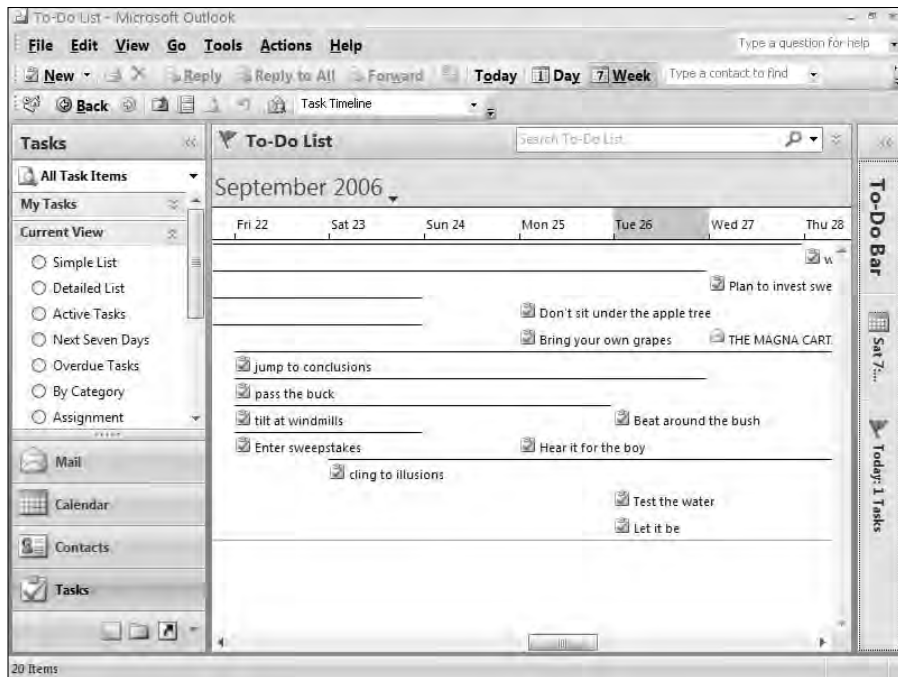 To-Do List - Microsoft Outlook
File Edit View Go Tools Actions Help
Type a question for help
New Reply Reply to All Forward Today 1 Day 7 Week Type a contact to find
Back Task Timeline
Tasks
To-Do List
Search To-Do List
All Task Items
My Tasks
Current View
Simple List
Detailed List
Active Tasks
Next Seven Days
Overdue Tasks
By Category
Assignment
Mail
Calendar
Contacts
Tasks
September 2006
Fri 22 Sat 23 Sun 24 Mon 25 Tue 26 Wed 27 Thu 28
Plan to invest swe
Don't sit under the apple tree
Bring your own grapes THE MAGNA CART
jump to conclusions
pass the buck
tilt at windmills Beat around the bush
Enter sweepstakes Hear it for the boy
cling to illusions
Test the water
Let it be
To-Do Bar
Sat 7:...
Today: 1 Tasks
20 Items